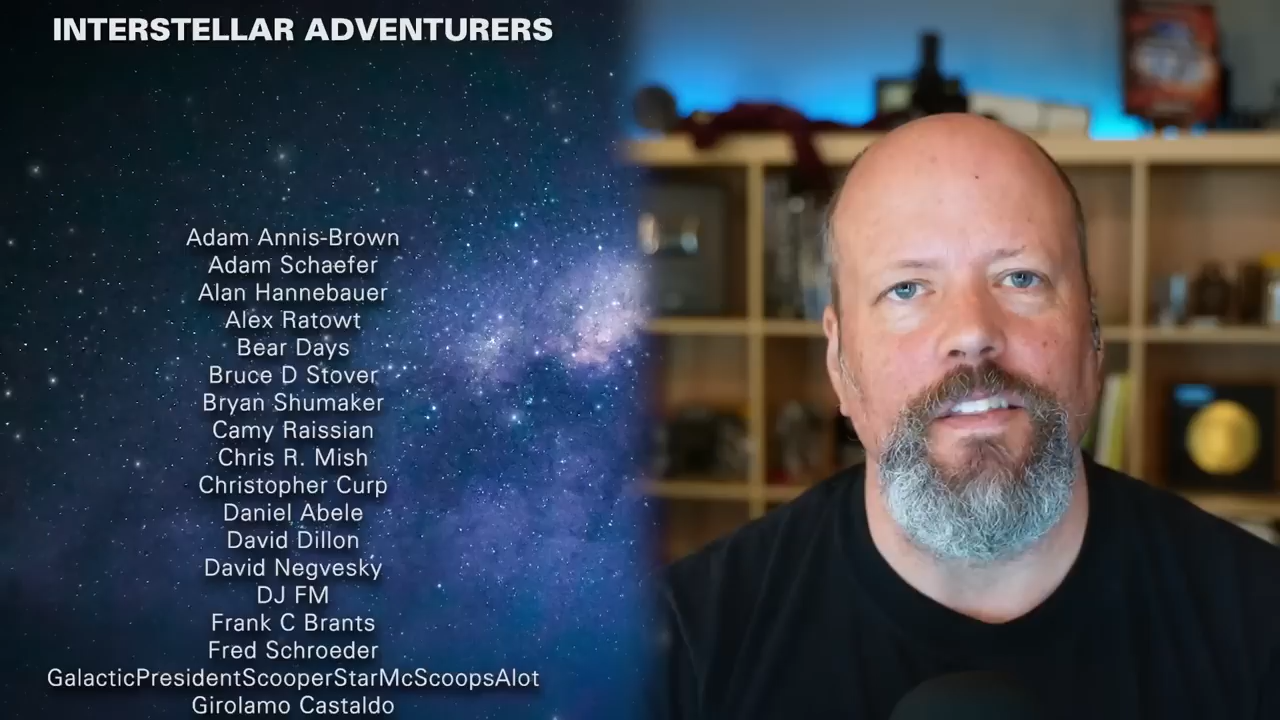 INTERSTELLAR ADVENTURERS
Adam Annis-Brown
Adam Schaefer
Alan Hannebauer
Alex Ratowt
Bear Days
Bruce D Stover
Bryan Shumaker
Camy Raissian
Chris R. Mish
Christopher Curp
Daniel Abele
David Dillon
David Negvesky
DJ FM
Frank C Brants
Fred Schroeder
GalacticPresidentScooperStarMcScoopsAlot
Girolamo Castaldo